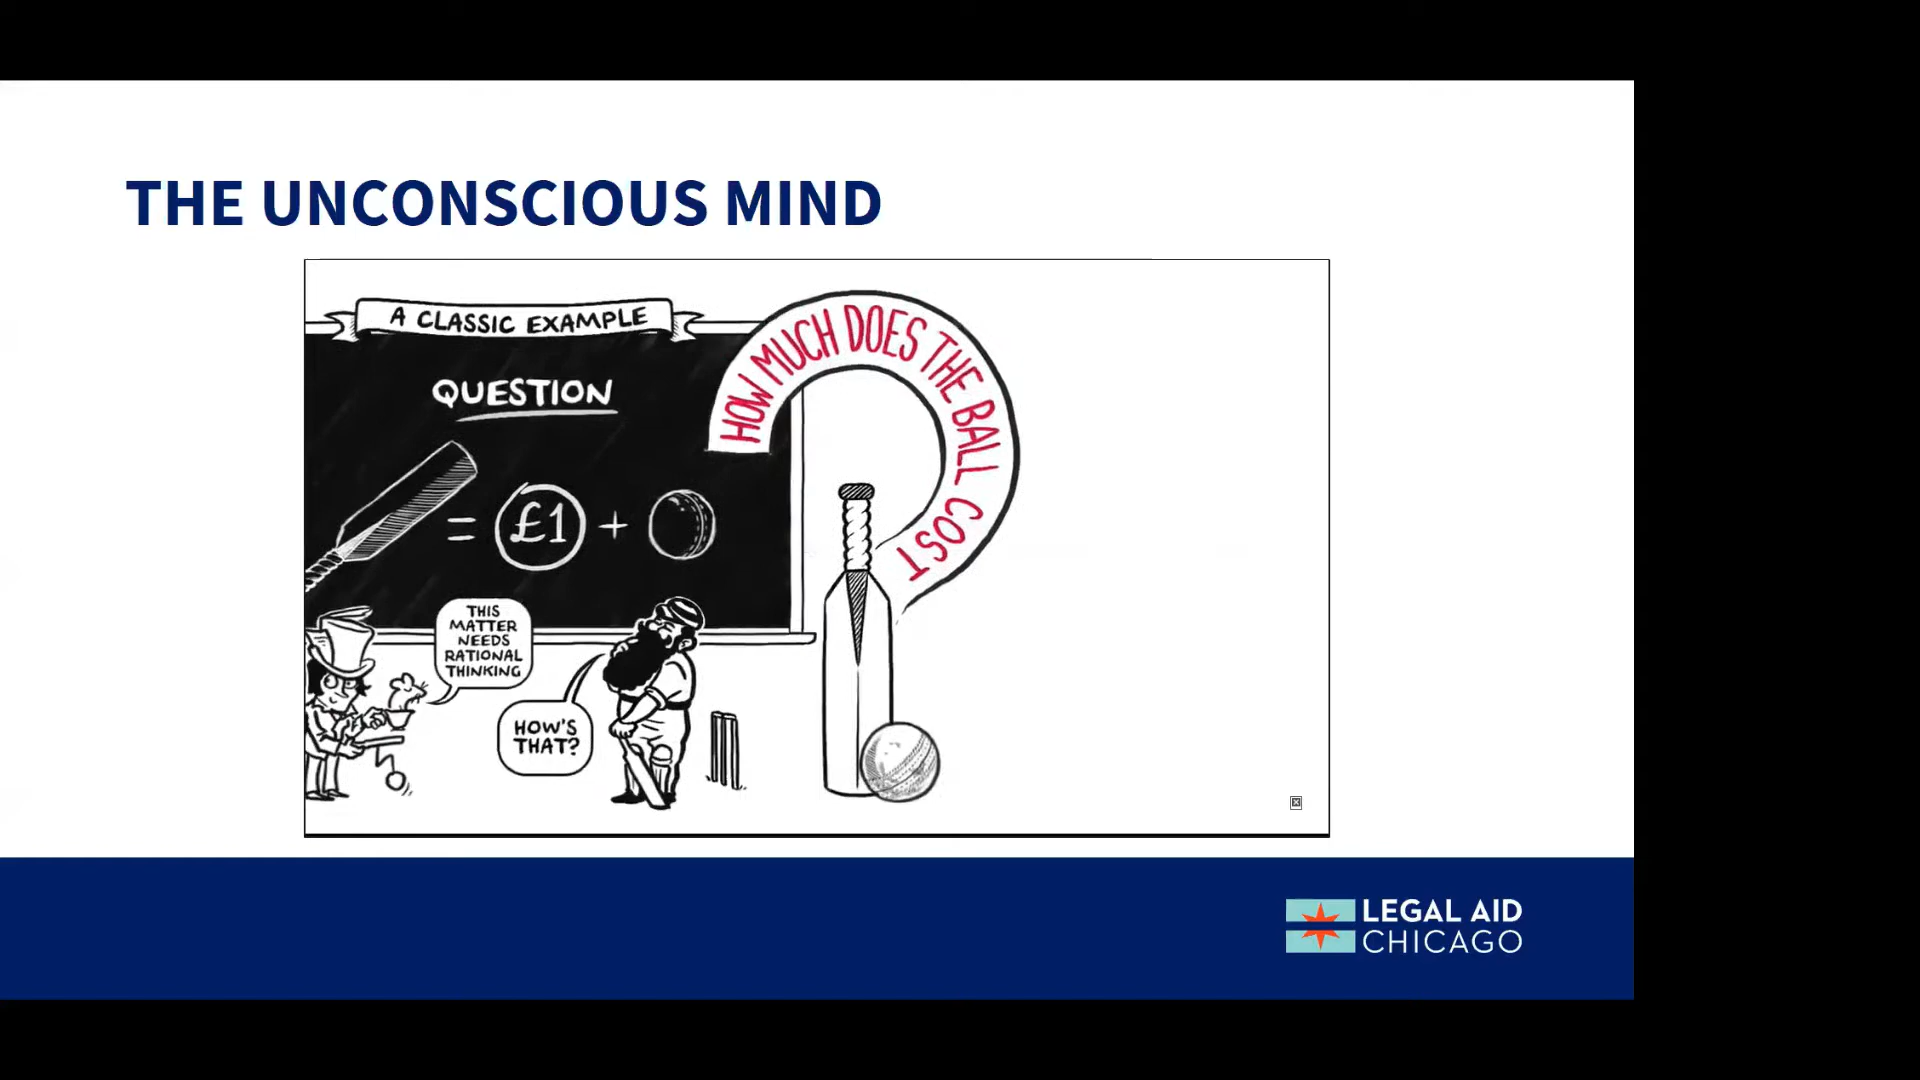 THE UNCONSCIOUS MIND
A CLASSIC EXAMPLE
QUESTION
= £1 +
HOW MUCH DOES THE BALL COST
THIS
MATTER
NEEDS
RATIONAL
THINKING
HOW'S
THAT?
LEGAL AID
CHICAGO